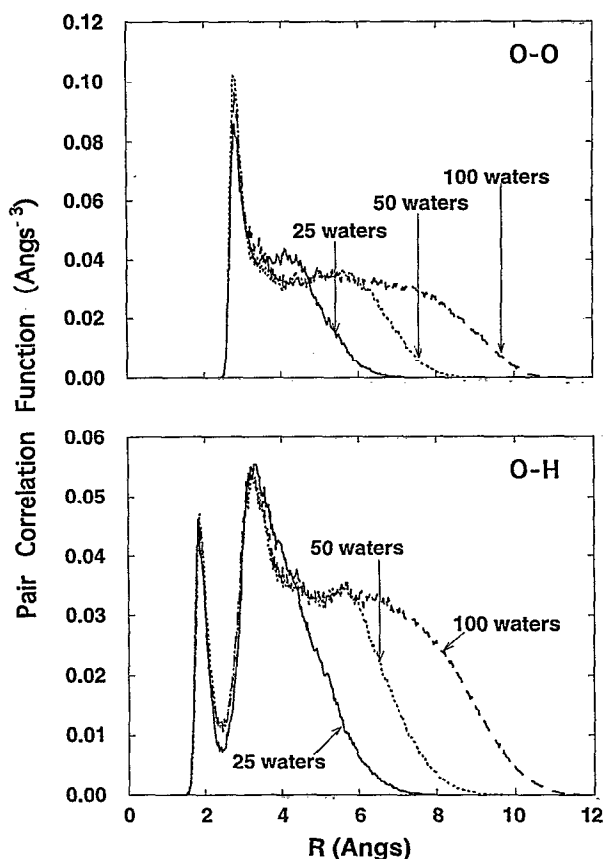 Pair Correlation Function (Angs⁻³)
0.12
0.10
0.08
0.06
0.04
0.02
0.00
O-O
100 waters
50 waters
25 waters
0.06
0.05
0.04
0.03
0.02
0.01
0.00
O-H
50 waters
100 waters
25 waters
0 2 4 6 8 10 12
R (Angs)